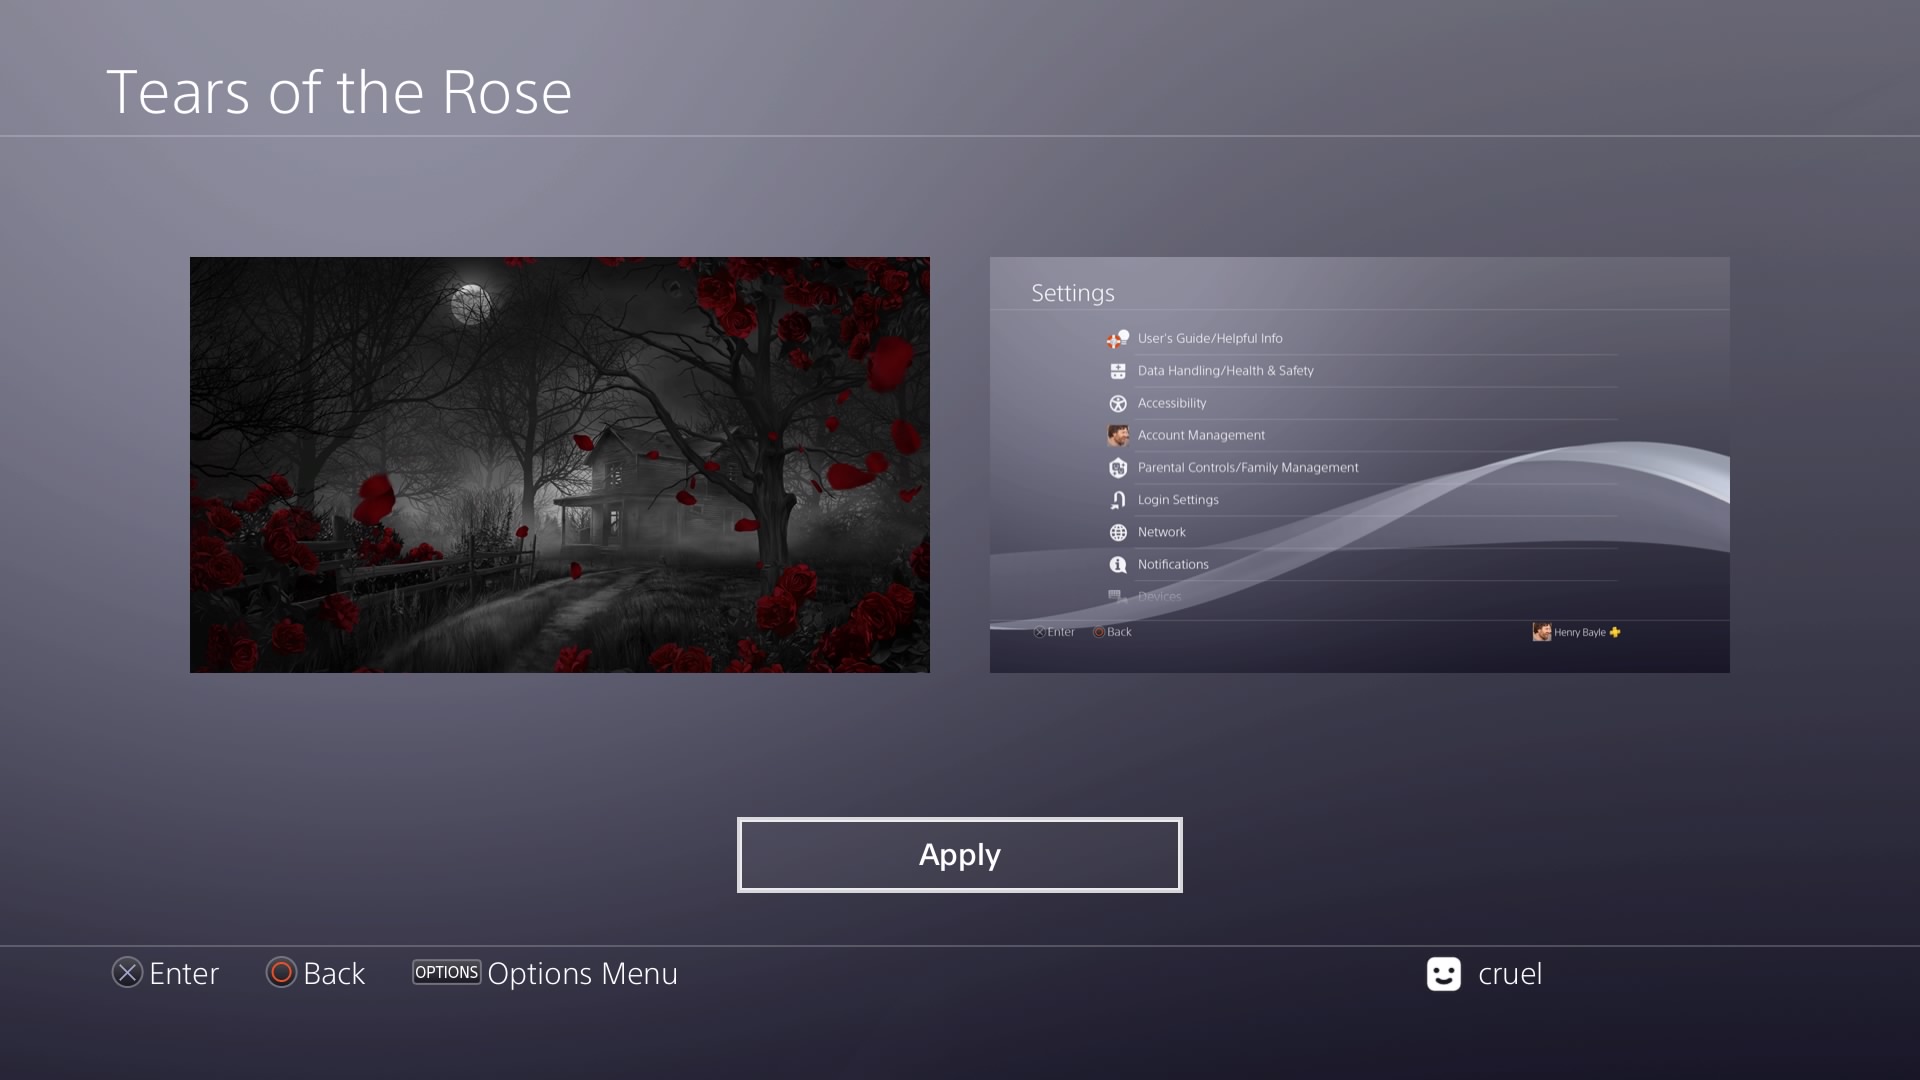 Tears of the Rose
Settings
User's Guide/Helpful Info
Data Handling/Health & Safety
Accessibility
Account Management
Parental Controls/Family Management
Login Settings
Network
Notifications
Devices
Enter Back Henry Bayle
Apply
Enter Back OPTIONS Options Menu cruel